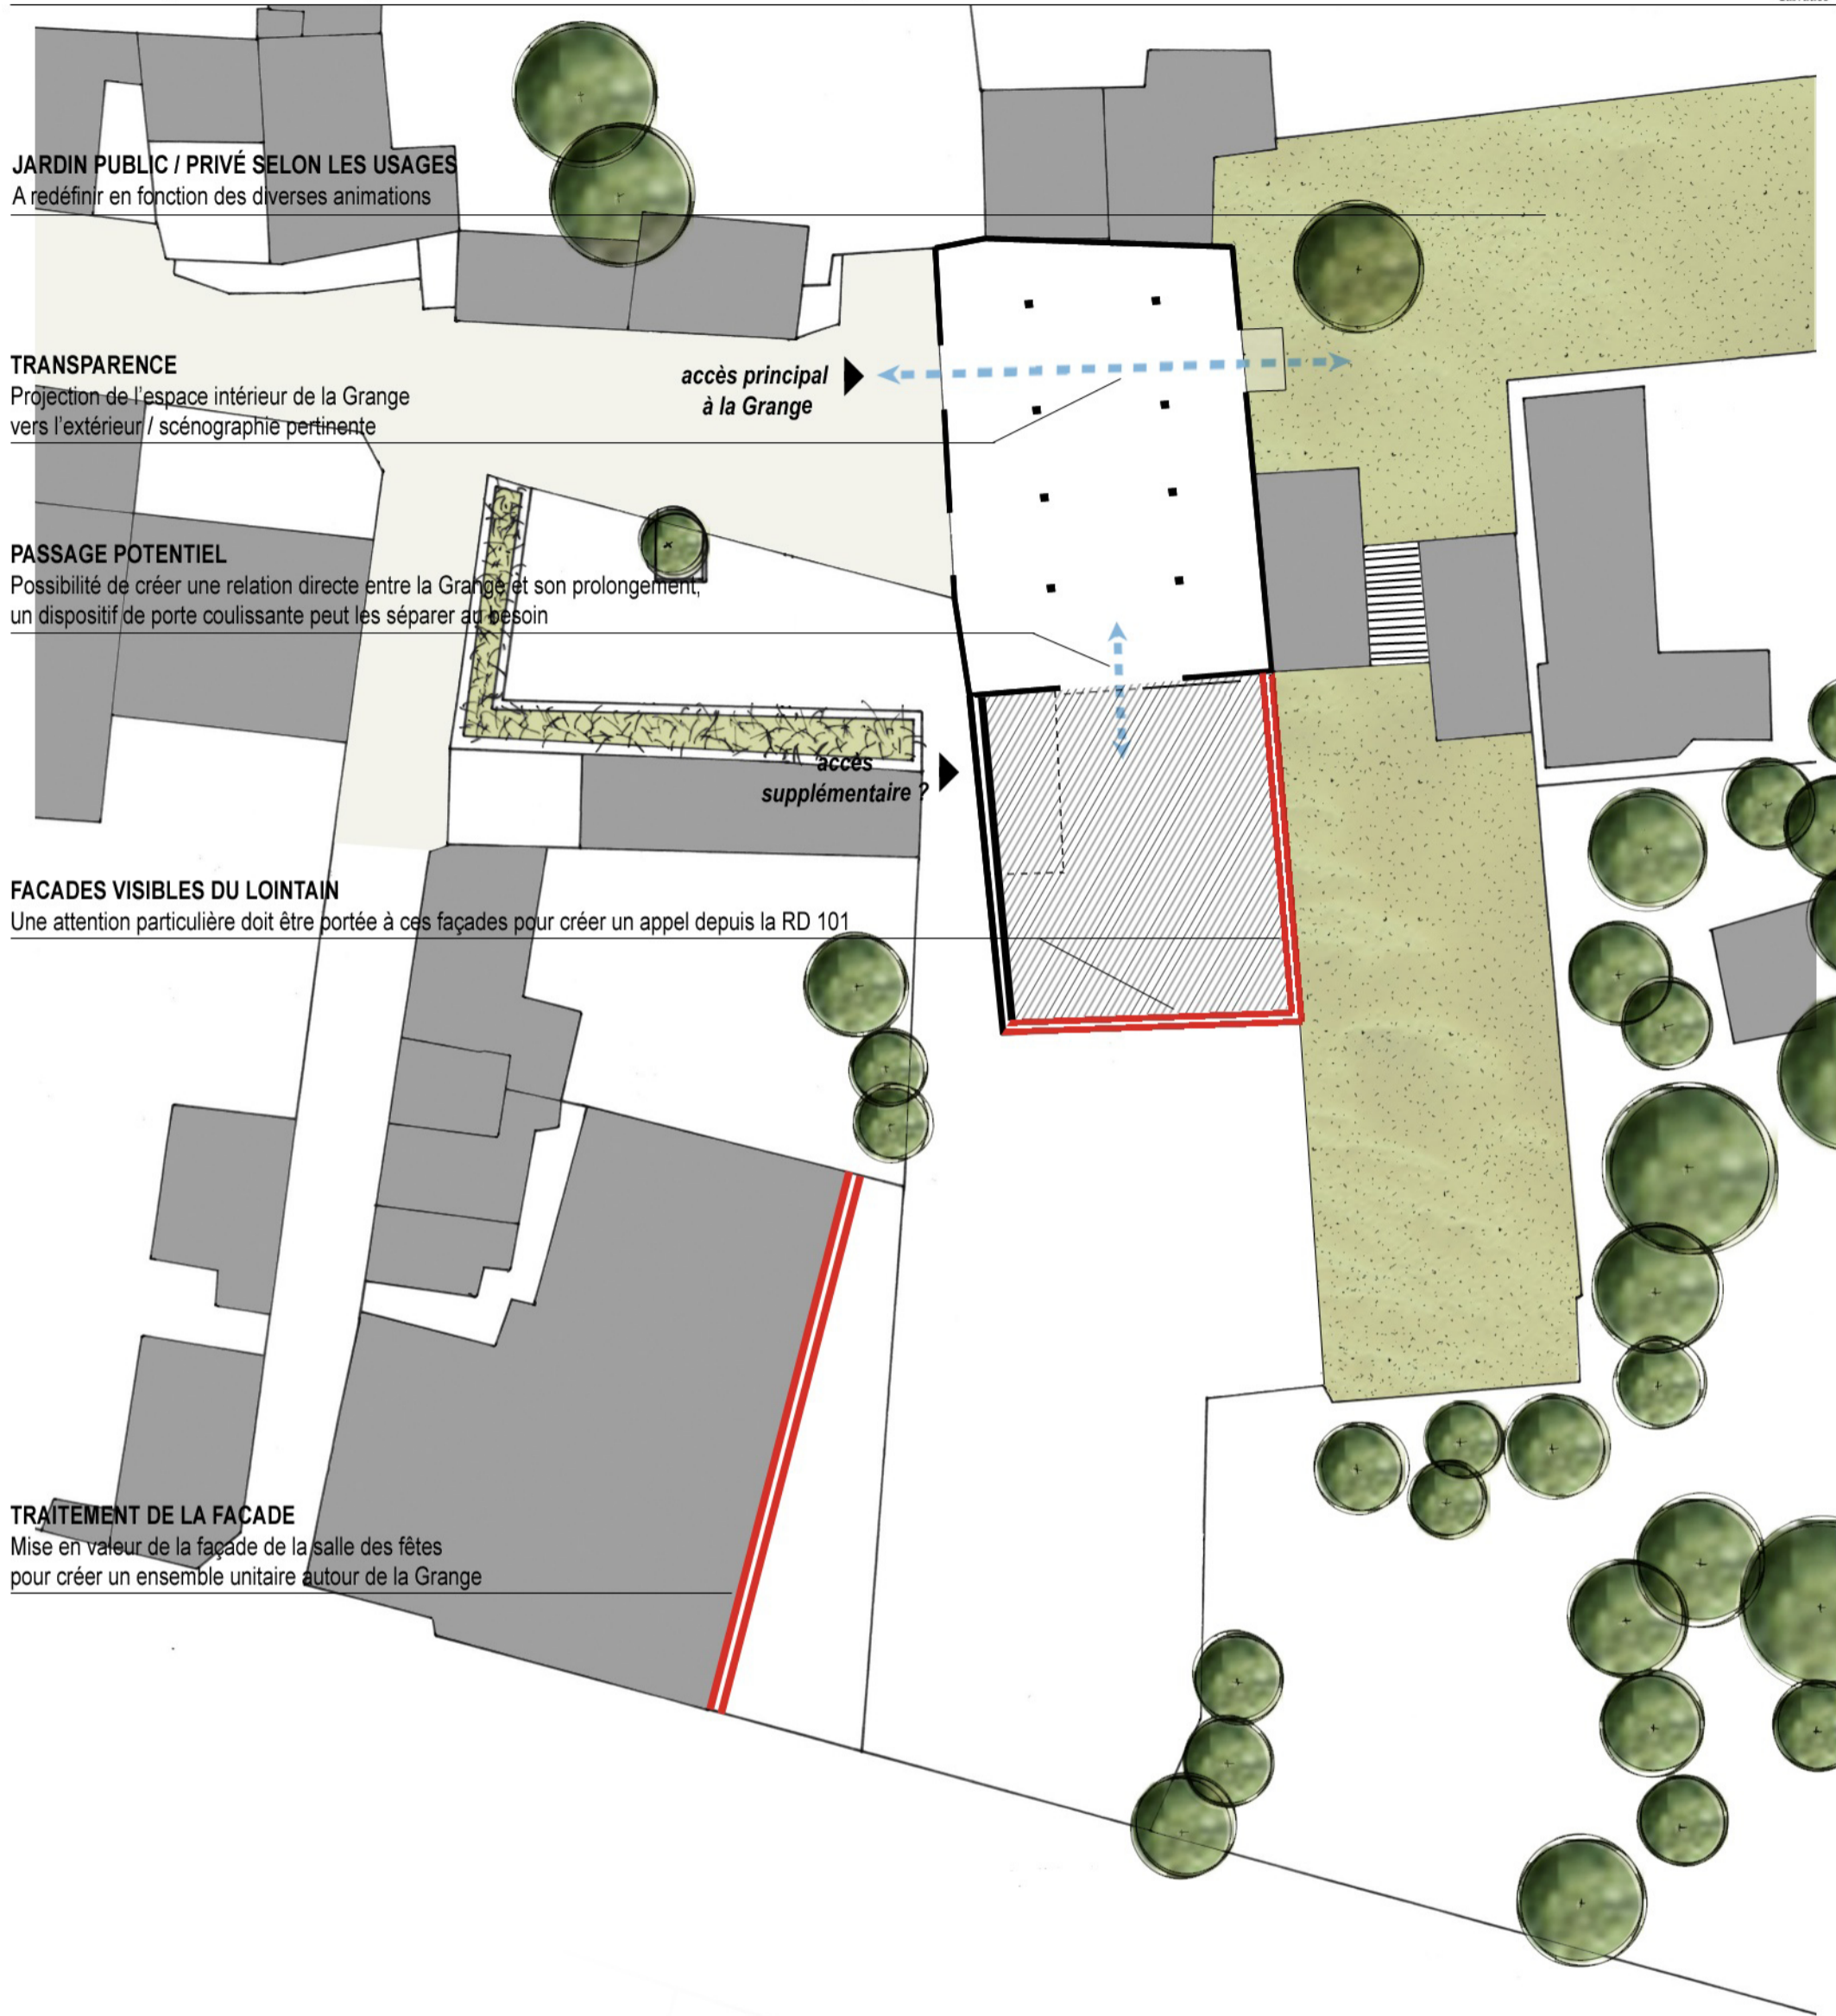 JARDIN PUBLIC / PRIVÉ SELON LES USAGES
A redéfinir en fonction des diverses animations
TRANSPARENCE
Projection de l'espace intérieur de la Grange
vers l'extérieur / scénographie pertinente
accès principal
à la Grange
PASSAGE POTENTIEL
Possibilité de créer une relation directe entre la Grange et son prolongement,
un dispositif de porte coulissante peut les séparer au besoin
accès
supplémentaire ?
FACADES VISIBLES DU LOINTAIN
Une attention particulière doit être portée à ces façades pour créer un appel depuis la RD 101
TRAITEMENT DE LA FACADE
Mise en valeur de la façade de la salle des fêtes
pour créer un ensemble unitaire autour de la Grange